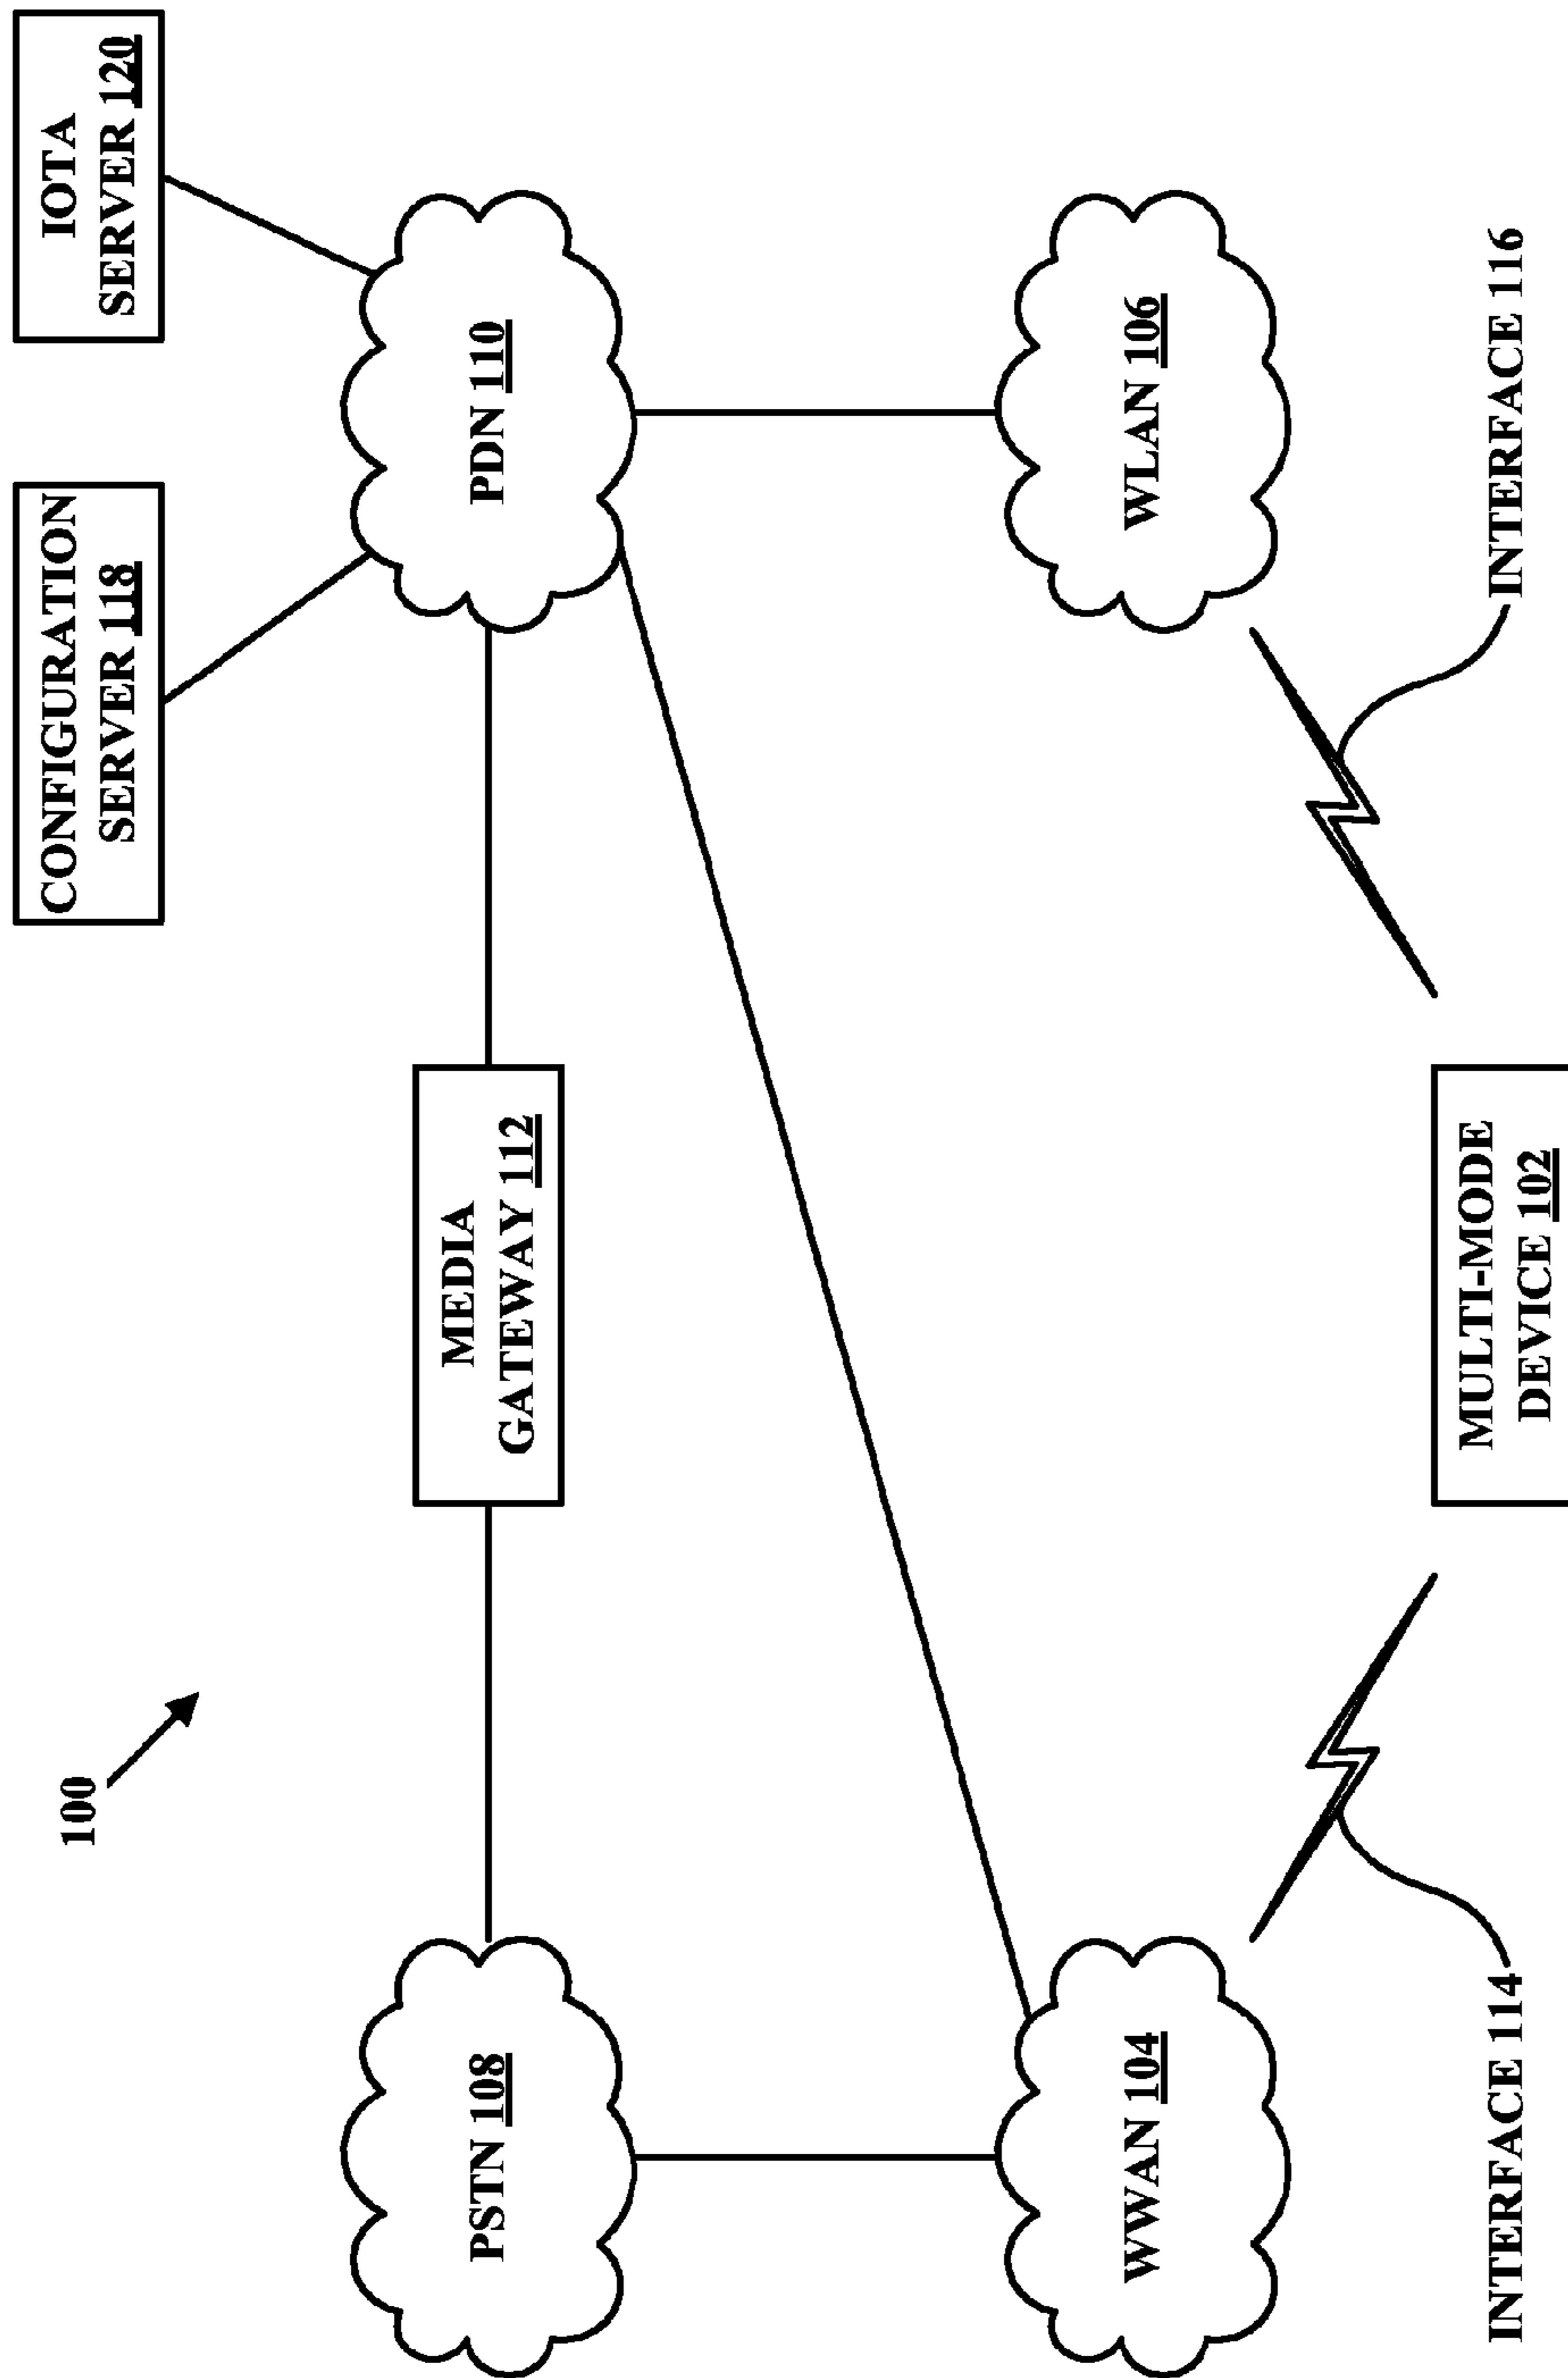 100
CONFIGURATION
SERVER 118
IOTA
SERVER 120
PSTN 108
MEDIA
GATEWAY 112
PDN 110
WWAN 104
WLAN 106
INTERFACE 114
MULTI-MODE
DEVICE 102
INTERFACE 116